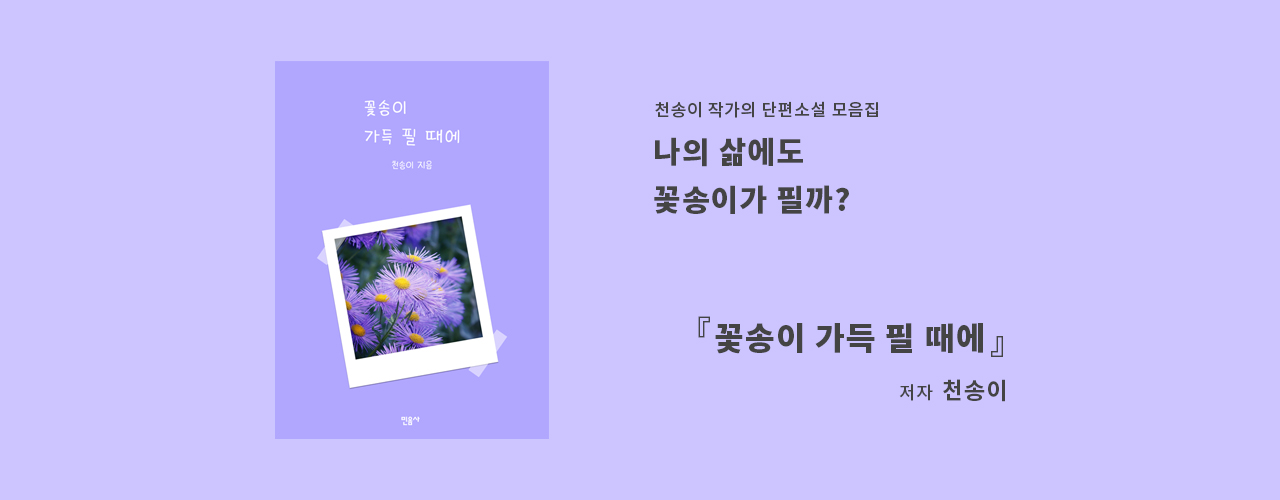 꽃송이
가득 필 때에
천송이 지음
민음사
천송이 작가의 단편소설 모음집
나의 삶에도
꽃송이가 필까?
『꽃송이 가득 필 때에』
저자 천송이